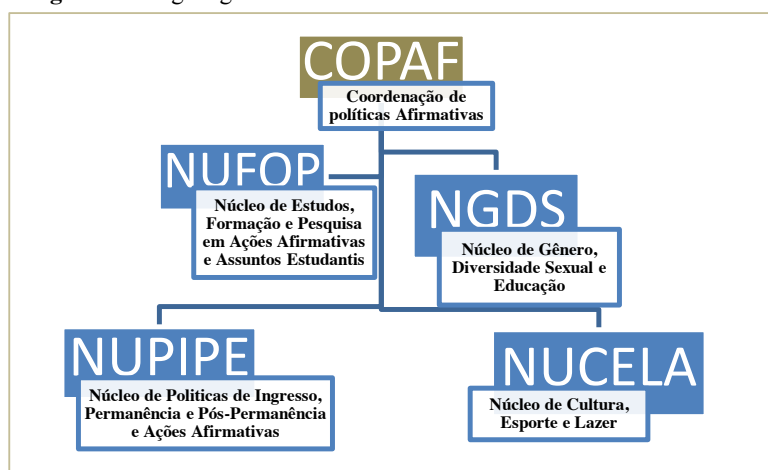 COPAF
Coordenação de
políticas Afirmativas
NUFOP
Núcleo de Estudos,
Formação e Pesquisa
em Ações Afirmativas
e Assuntos Estudantis
NGDS
Núcleo de Gênero,
Diversidade Sexual e
Educação
NUPIPE
Núcleo de Politicas de Ingresso,
Permanência e Pós-Permanência
e Ações Afirmativas
NUCELA
Núcleo de Cultura,
Esporte e Lazer